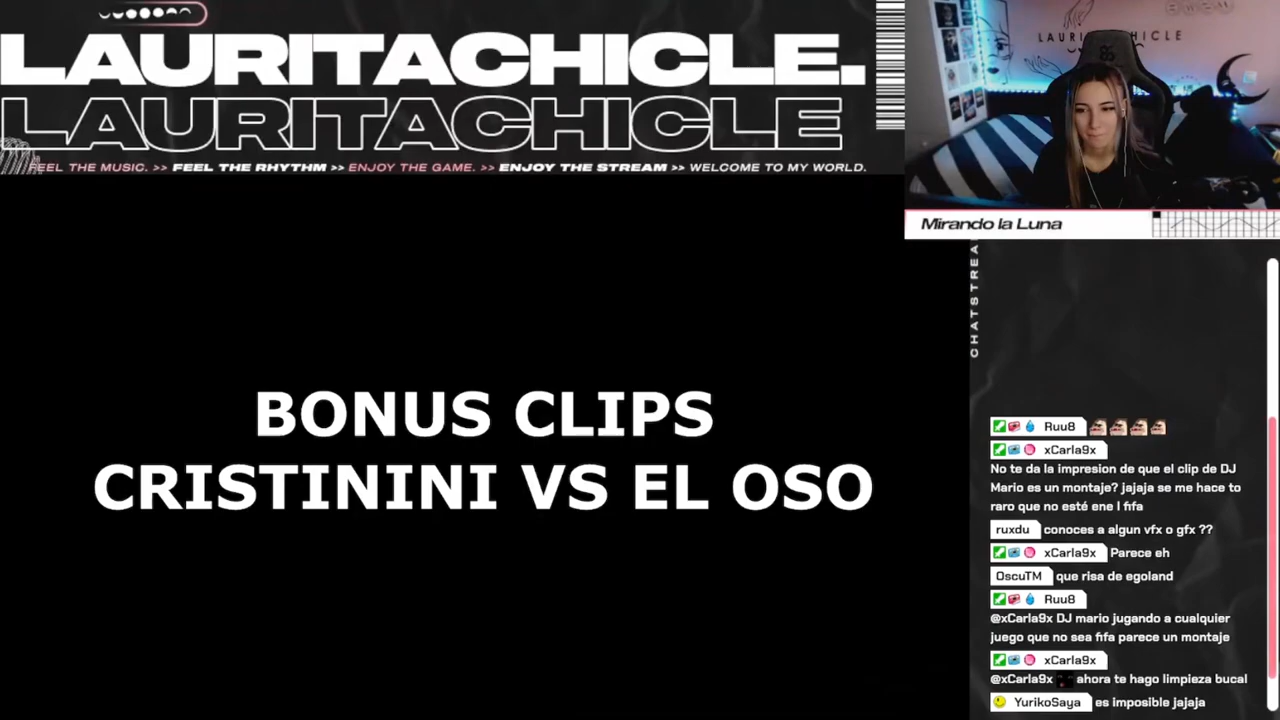 LAURITACHICLE.
LAURITACHICLE
FEEL THE MUSIC. >> FEEL THE RHYTHM >> ENJOY THE GAME. >> ENJOY THE STREAM >> WELCOME TO MY WORLD.
LAURITACHICLE
Mirando la Luna
CHATSTREA
BONUS CLIPS
CRISTININI VS EL OSO
Ruu8
xCarla9x
No te da la impresion de que el clip de DJ
Mario es un montaje? jajaja se me hace to
raro que no esté ene l fifa
ruxdu conoces a algun vfx o gfx ??
xCarla9x Parece eh
OscuTM que risa de egoland
Ruu8
@xCarla9x DJ mario jugando a cualquier
juego que no sea fifa parece un montaje
xCarla9x
@xCarla9x ahora te hago limpieza bucal
YurikoSaya es imposible jajaja